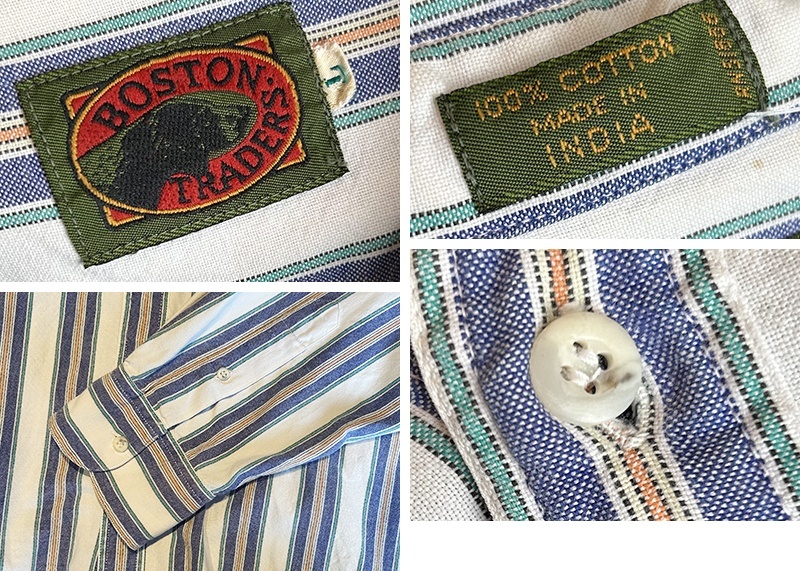 BOSTON
TRADERS
L
100% COTTON
MADE IN
INDIA